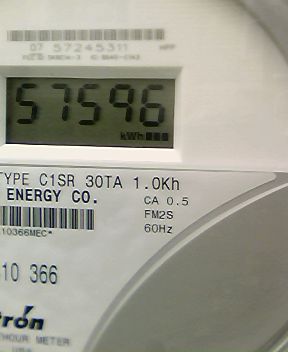 07 57245311
57596
kWh
TYPE C1SR 30TA 1.0Kh
ENERGY CO.
CA 0.5
FM2S
60Hz
10366MEC*
10 366
tron
HOUR METER
USA